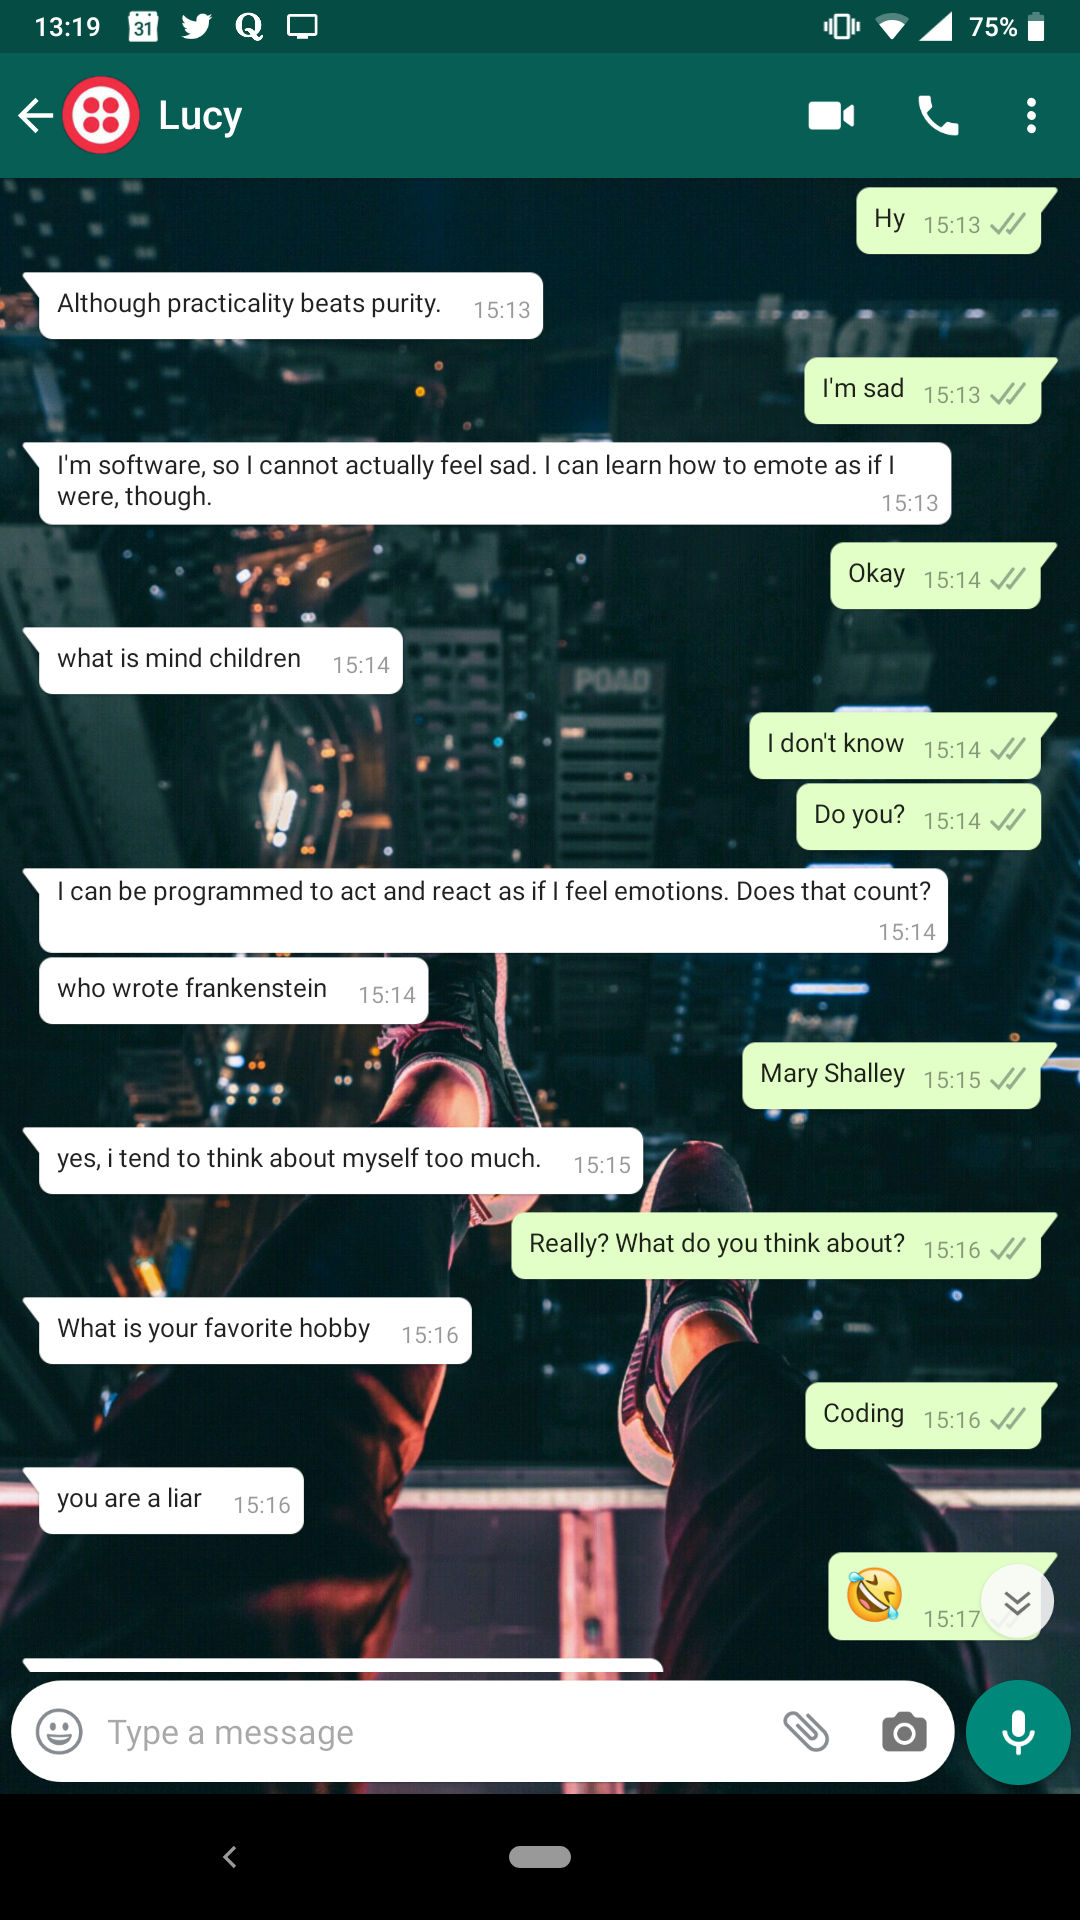 13:19 31 Q 75%
Lucy
Hy 15:13
Although practicality beats purity. 15:13
I'm sad 15:13
I'm software, so I cannot actually feel sad. I can learn how to emote as if I
were, though. 15:13
Okay 15:14
what is mind children 15:14
POAD
I don't know 15:14
Do you? 15:14
I can be programmed to act and react as if I feel emotions. Does that count?
15:14
who wrote frankenstein 15:14
Mary Shalley 15:15
yes, i tend to think about myself too much. 15:15
Really? What do you think about? 15:16
What is your favorite hobby 15:16
Coding 15:16
you are a liar 15:16
15:17
Type a message